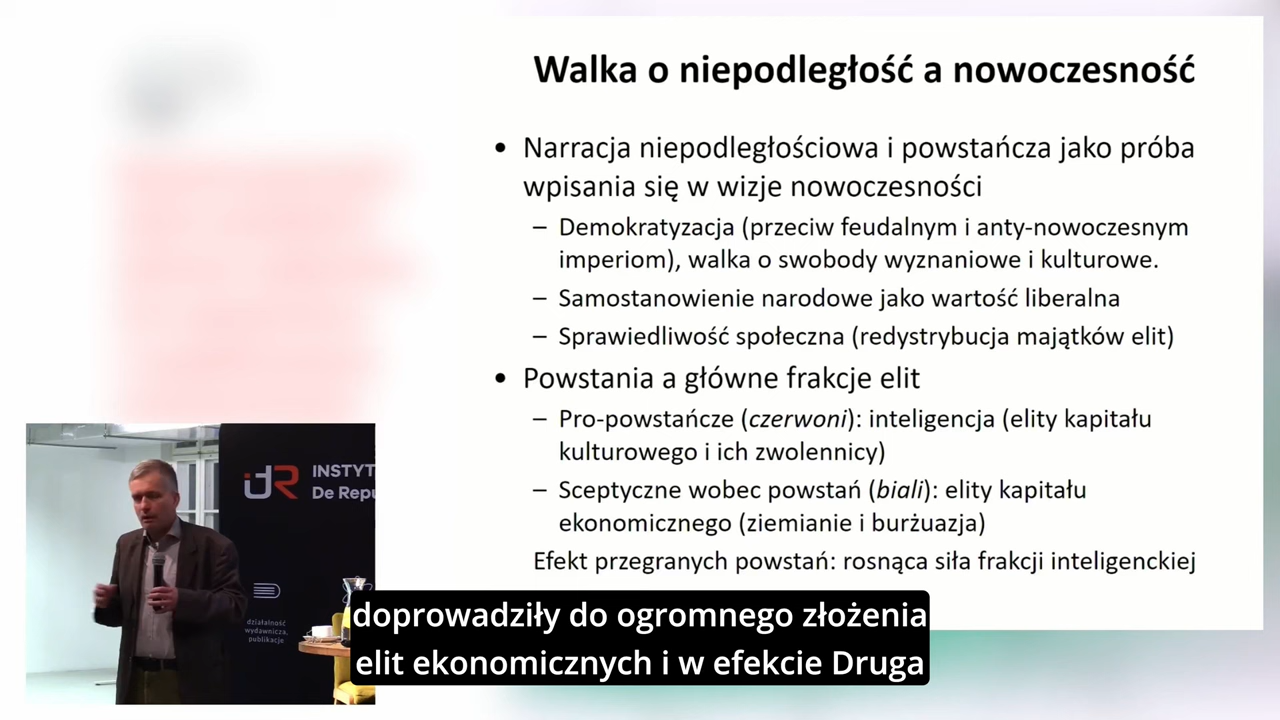 Walka o niepodległość a nowoczesność
• Narracja niepodległościowa i powstańcza jako próba
wpisania się w wizje nowoczesności
– Demokratyzacja (przeciw feudalnym i anty-nowoczesnym
imperiom), walka o swobody wyznaniowe i kulturowe.
– Samostanowienie narodowe jako wartość liberalna
– Sprawiedliwość społeczna (redystrybucja majątków elit)
• Powstania a główne frakcje elit
– Pro-powstańcze (czerwoni): inteligencja (elity kapitału
kulturowego i ich zwolennicy)
– Sceptyczne wobec powstań (biali): elity kapitału
ekonomicznego (ziemianie i burżuazja)
Efekt przegranych powstań: rosnąca siła frakcji inteligenckiej
idR
INSTYT
De Repu
działalność
wydawnicza,
publikacje
doprowadziły do ogromnego złożenia
elit ekonomicznych i w efekcie Druga